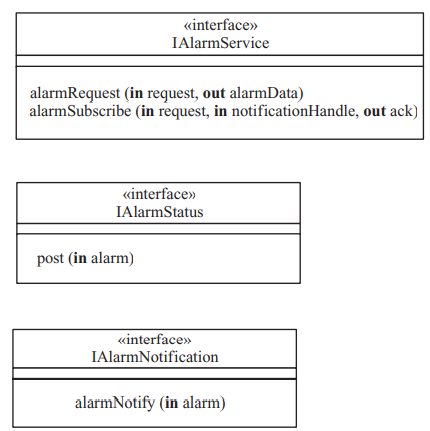 «interface»
IAlarmService
alarmRequest (in request, out alarmData)
alarmSubscribe (in request, in notificationHandle, out ack)
«interface»
IAlarmStatus
post (in alarm)
«interface»
IAlarmNotification
alarmNotify (in alarm)